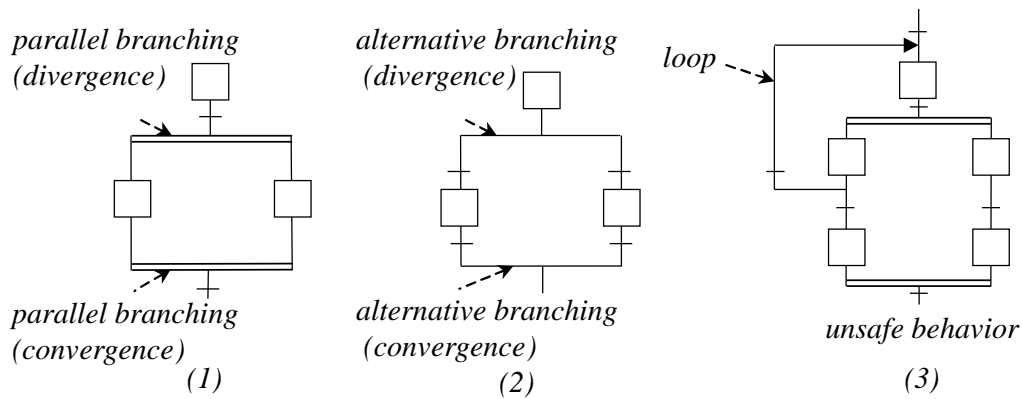 parallel branching
(divergence)
parallel branching
(convergence)
(1)
alternative branching
(divergence)
alternative branching
(convergence)
(2)
loop
unsafe behavior
(3)